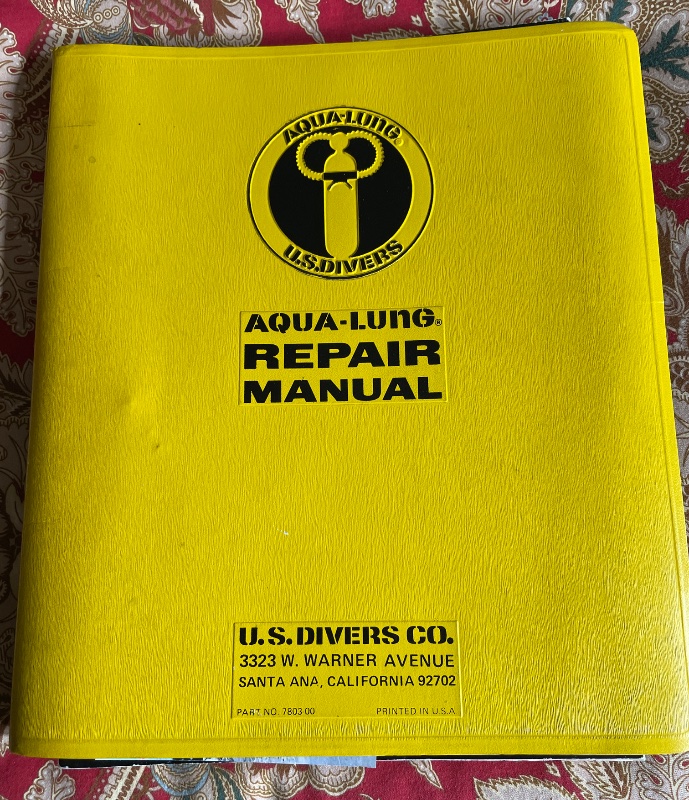 AQUA-LUNG®
U.S.DIVERS
AQUA-LUNG®
REPAIR
MANUAL
U.S.DIVERS CO.
3323 W. WARNER AVENUE
SANTA ANA, CALIFORNIA 92702
PART NO. 7803-00 PRINTED IN U.S.A